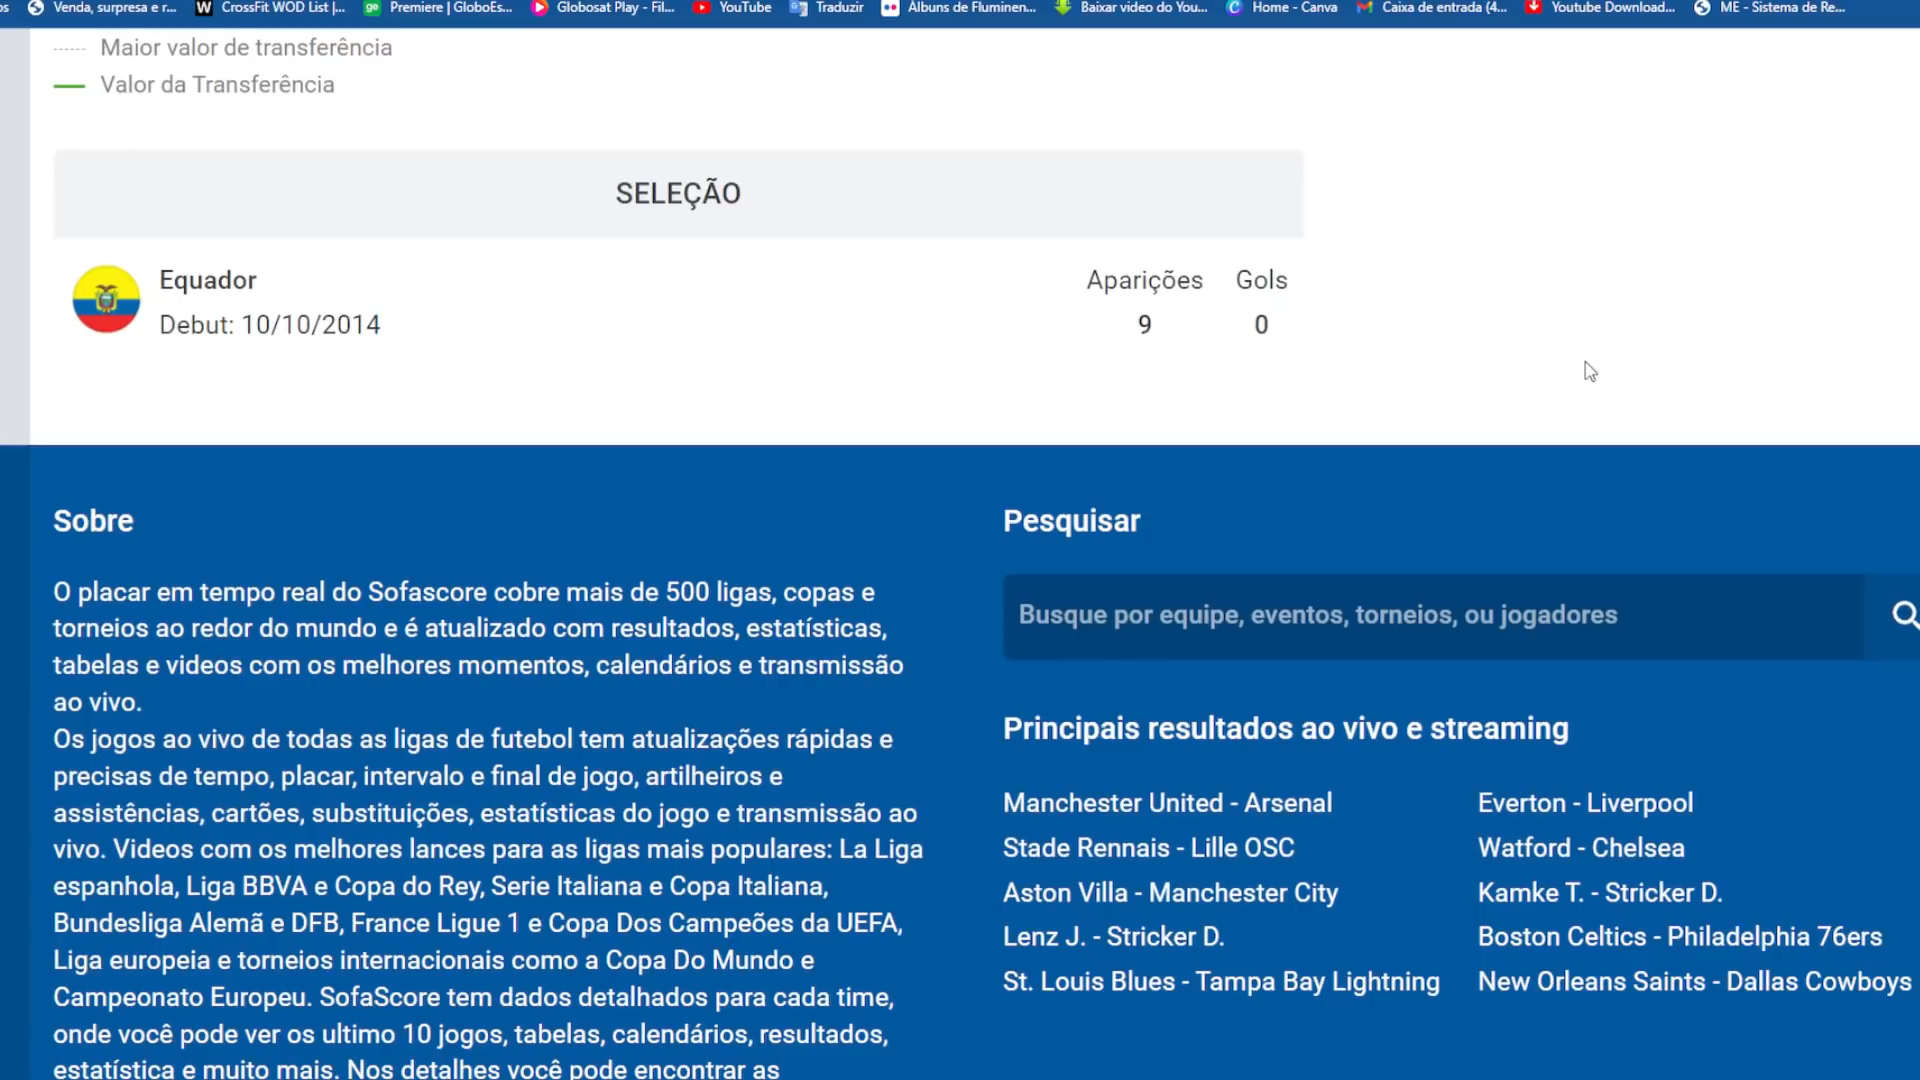 Venda, surpresa e r...
W CrossFit WOD List |...
ge Premiere | GloboEs...
Globosat Play - Fil...
YouTube
Traduzir
Álbuns de Fluminen...
Baixar video do You...
Home - Canva
Caixa de entrada (4...
Youtube Download...
ME - Sistema de Re...
Maior valor de transferência
Valor da Transferência
SELEÇÃO
Equador
Debut: 10/10/2014
Aparições Gols
9 0
Sobre
O placar em tempo real do Sofascore cobre mais de 500 ligas, copas e
torneios ao redor do mundo e é atualizado com resultados, estatísticas,
tabelas e videos com os melhores momentos, calendários e transmissão
ao vivo.
Os jogos ao vivo de todas as ligas de futebol tem atualizações rápidas e
precisas de tempo, placar, intervalo e final de jogo, artilheiros e
assistências, cartões, substituições, estatísticas do jogo e transmissão ao
vivo. Videos com os melhores lances para as ligas mais populares: La Liga
espanhola, Liga BBVA e Copa do Rey, Serie Italiana e Copa Italiana,
Bundesliga Alemã e DFB, France Ligue 1 e Copa Dos Campeões da UEFA,
Liga europeia e torneios internacionais como a Copa Do Mundo e
Campeonato Europeu. SofaScore tem dados detalhados para cada time,
onde você pode ver os ultimo 10 jogos, tabelas, calendários, resultados,
estatística e muito mais. Nos detalhes você pode encontrar as
Pesquisar
Busque por equipe, eventos, torneios, ou jogadores
Principais resultados ao vivo e streaming
Manchester United - Arsenal
Everton - Liverpool
Stade Rennais - Lille OSC
Watford - Chelsea
Aston Villa - Manchester City
Kamke T. - Stricker D.
Lenz J. - Stricker D.
Boston Celtics - Philadelphia 76ers
St. Louis Blues - Tampa Bay Lightning
New Orleans Saints - Dallas Cowboys